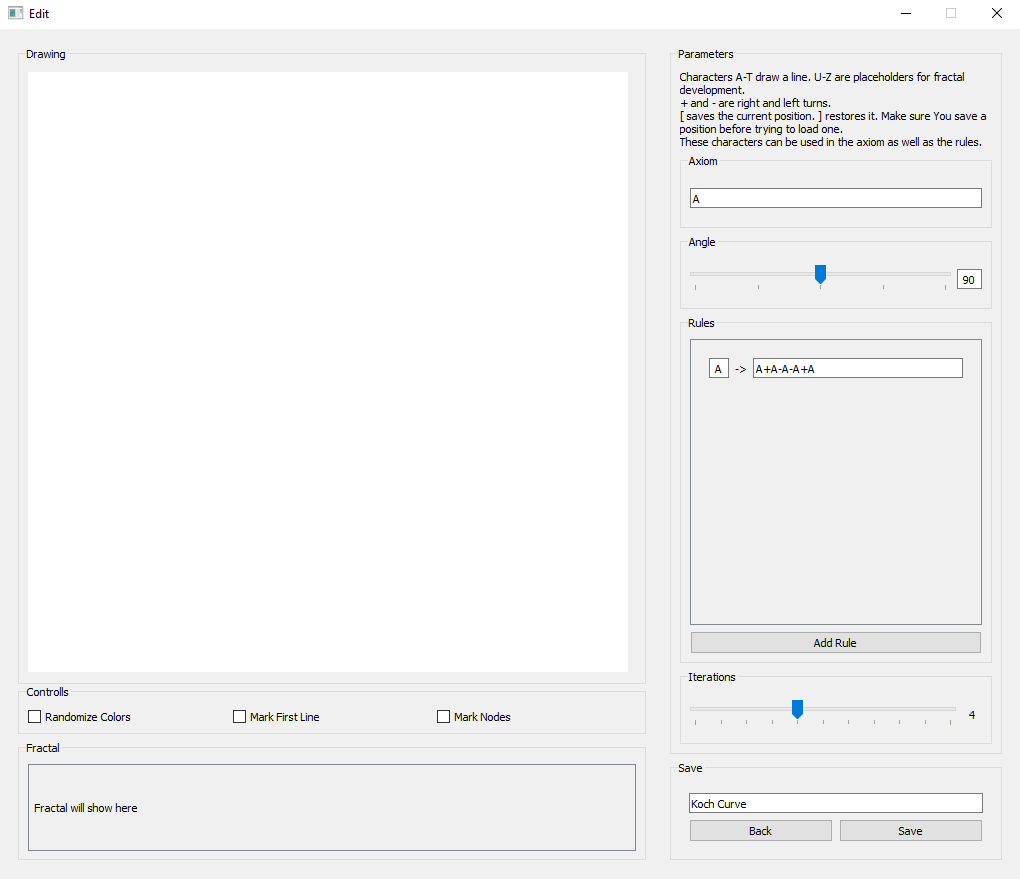 Edit
Drawing
Controlls
Randomize Colors
Mark First Line
Mark Nodes
Fractal
Fractal will show here
Parameters
Characters A-T draw a line. U-Z are placeholders for fractal
development.
+ and - are right and left turns.
[ saves the current position. ] restores it. Make sure You save a
position before trying to load one.
These characters can be used in the axiom as well as the rules.
Axiom
A
Angle
90
Rules
A -> A+A-A-A+A
Add Rule
Iterations
4
Save
Koch Curve
Back
Save